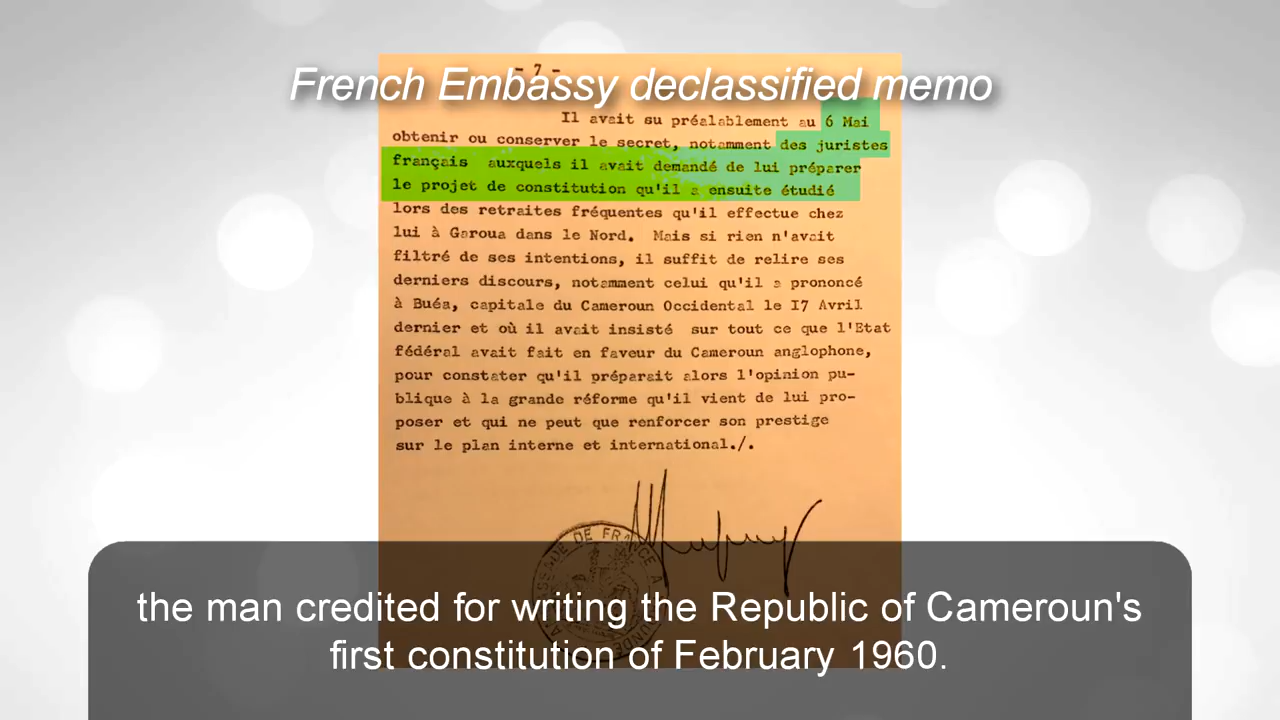 - 7 -
French Embassy declassified memo
Il avait su préalablement au 6 Mai
obtenir ou conserver le secret, notamment des juristes
français auxquels il avait demandé de lui préparer
le projet de constitution qu'il a ensuite étudié
lors des retraites fréquentes qu'il effectue chez
lui à Garoua dans le Nord. Mais si rien n'avait
filtré de ses intentions, il suffit de relire ses
derniers discours, notamment celui qu'il a prononcé
à Buéa, capitale du Cameroun Occidental le I7 Avril
dernier et où il avait insisté sur tout ce que l'Etat
fédéral avait fait en faveur du Cameroun anglophone,
pour constater qu'il préparait alors l'opinion pu-
blique à la grande réforme qu'il vient de lui pro-
poser et qui ne peut que renforcer son prestige
sur le plan interne et international./.
DE FRANCE A
the man credited for writing the Republic of Cameroun's
first constitution of February 1960.